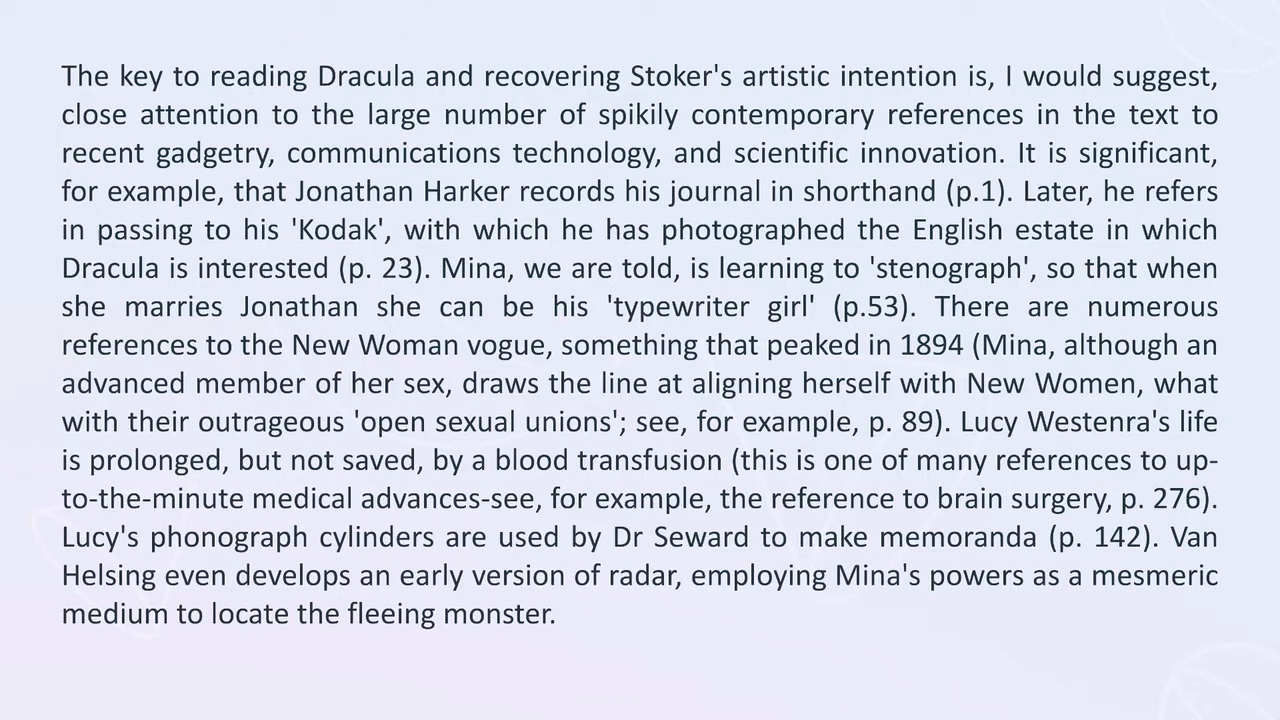 The key to reading Dracula and recovering Stoker's artistic intention is, I would suggest,
close attention to the large number of spikily contemporary references in the text to
recent gadgetry, communications technology, and scientific innovation. It is significant,
for example, that Jonathan Harker records his journal in shorthand (p.1). Later, he refers
in passing to his 'Kodak', with which he has photographed the English estate in which
Dracula is interested (p. 23). Mina, we are told, is learning to 'stenograph', so that when
she marries Jonathan she can be his 'typewriter girl' (p.53). There are numerous
references to the New Woman vogue, something that peaked in 1894 (Mina, although an
advanced member of her sex, draws the line at aligning herself with New Women, what
with their outrageous 'open sexual unions'; see, for example, p. 89). Lucy Westenra's life
is prolonged, but not saved, by a blood transfusion (this is one of many references to up-
to-the-minute medical advances-see, for example, the reference to brain surgery, p. 276).
Lucy's phonograph cylinders are used by Dr Seward to make memoranda (p. 142). Van
Helsing even develops an early version of radar, employing Mina's powers as a mesmeric
medium to locate the fleeing monster.